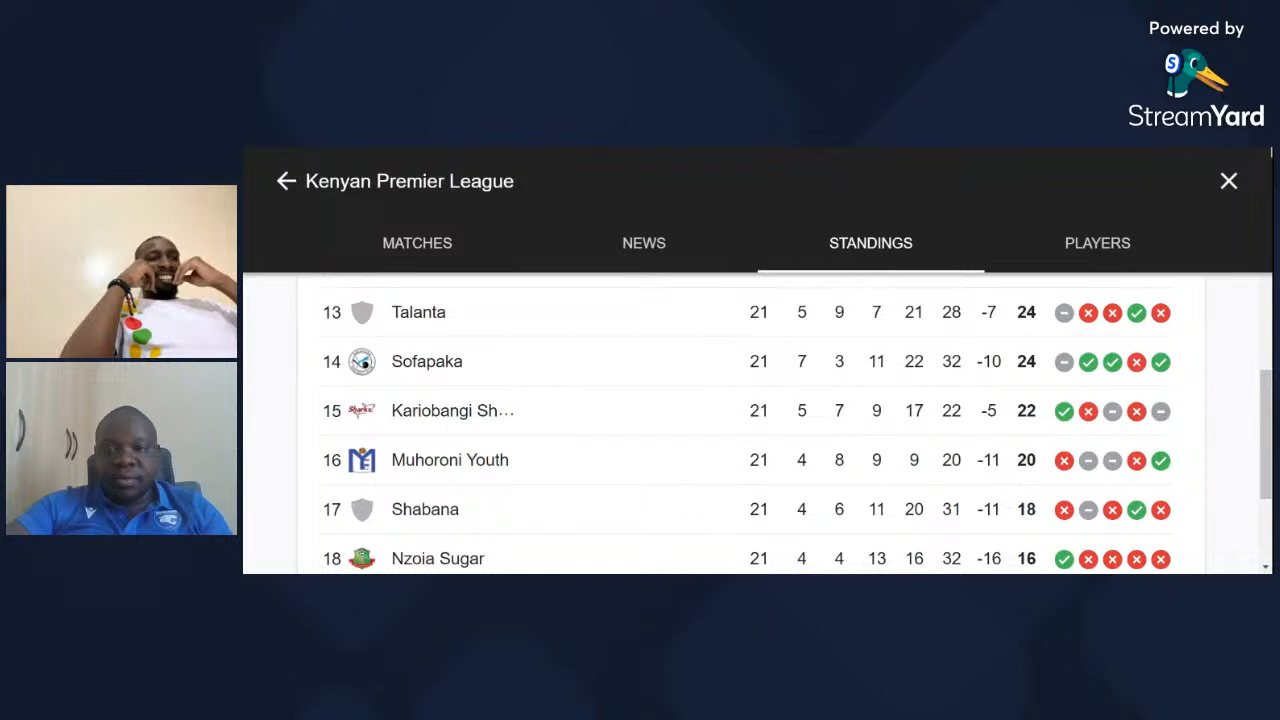 Powered by
StreamYard
Kenyan Premier League
MATCHES NEWS STANDINGS PLAYERS
13 Talanta 21 5 9 7 21 28 -7 24
14 Sofapaka 21 7 3 11 22 32 -10 24
15 Kariobangi Sh... 21 5 7 9 17 22 -5 22
16 Muhoroni Youth 21 4 8 9 9 20 -11 20
17 Shabana 21 4 6 11 20 31 -11 18
18 Nzoia Sugar 21 4 4 13 16 32 -16 16